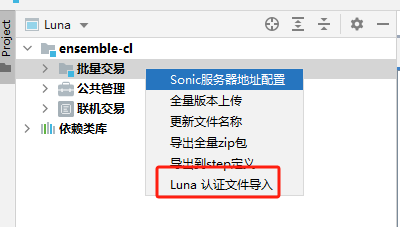 Project
Luna
ensemble-cl
批量交易
公共管理
联机交易
依赖类库
Sonic服务器地址配置
全量版本上传
更新文件名称
导出全量zip包
导出到step定义
Luna 认证文件导入